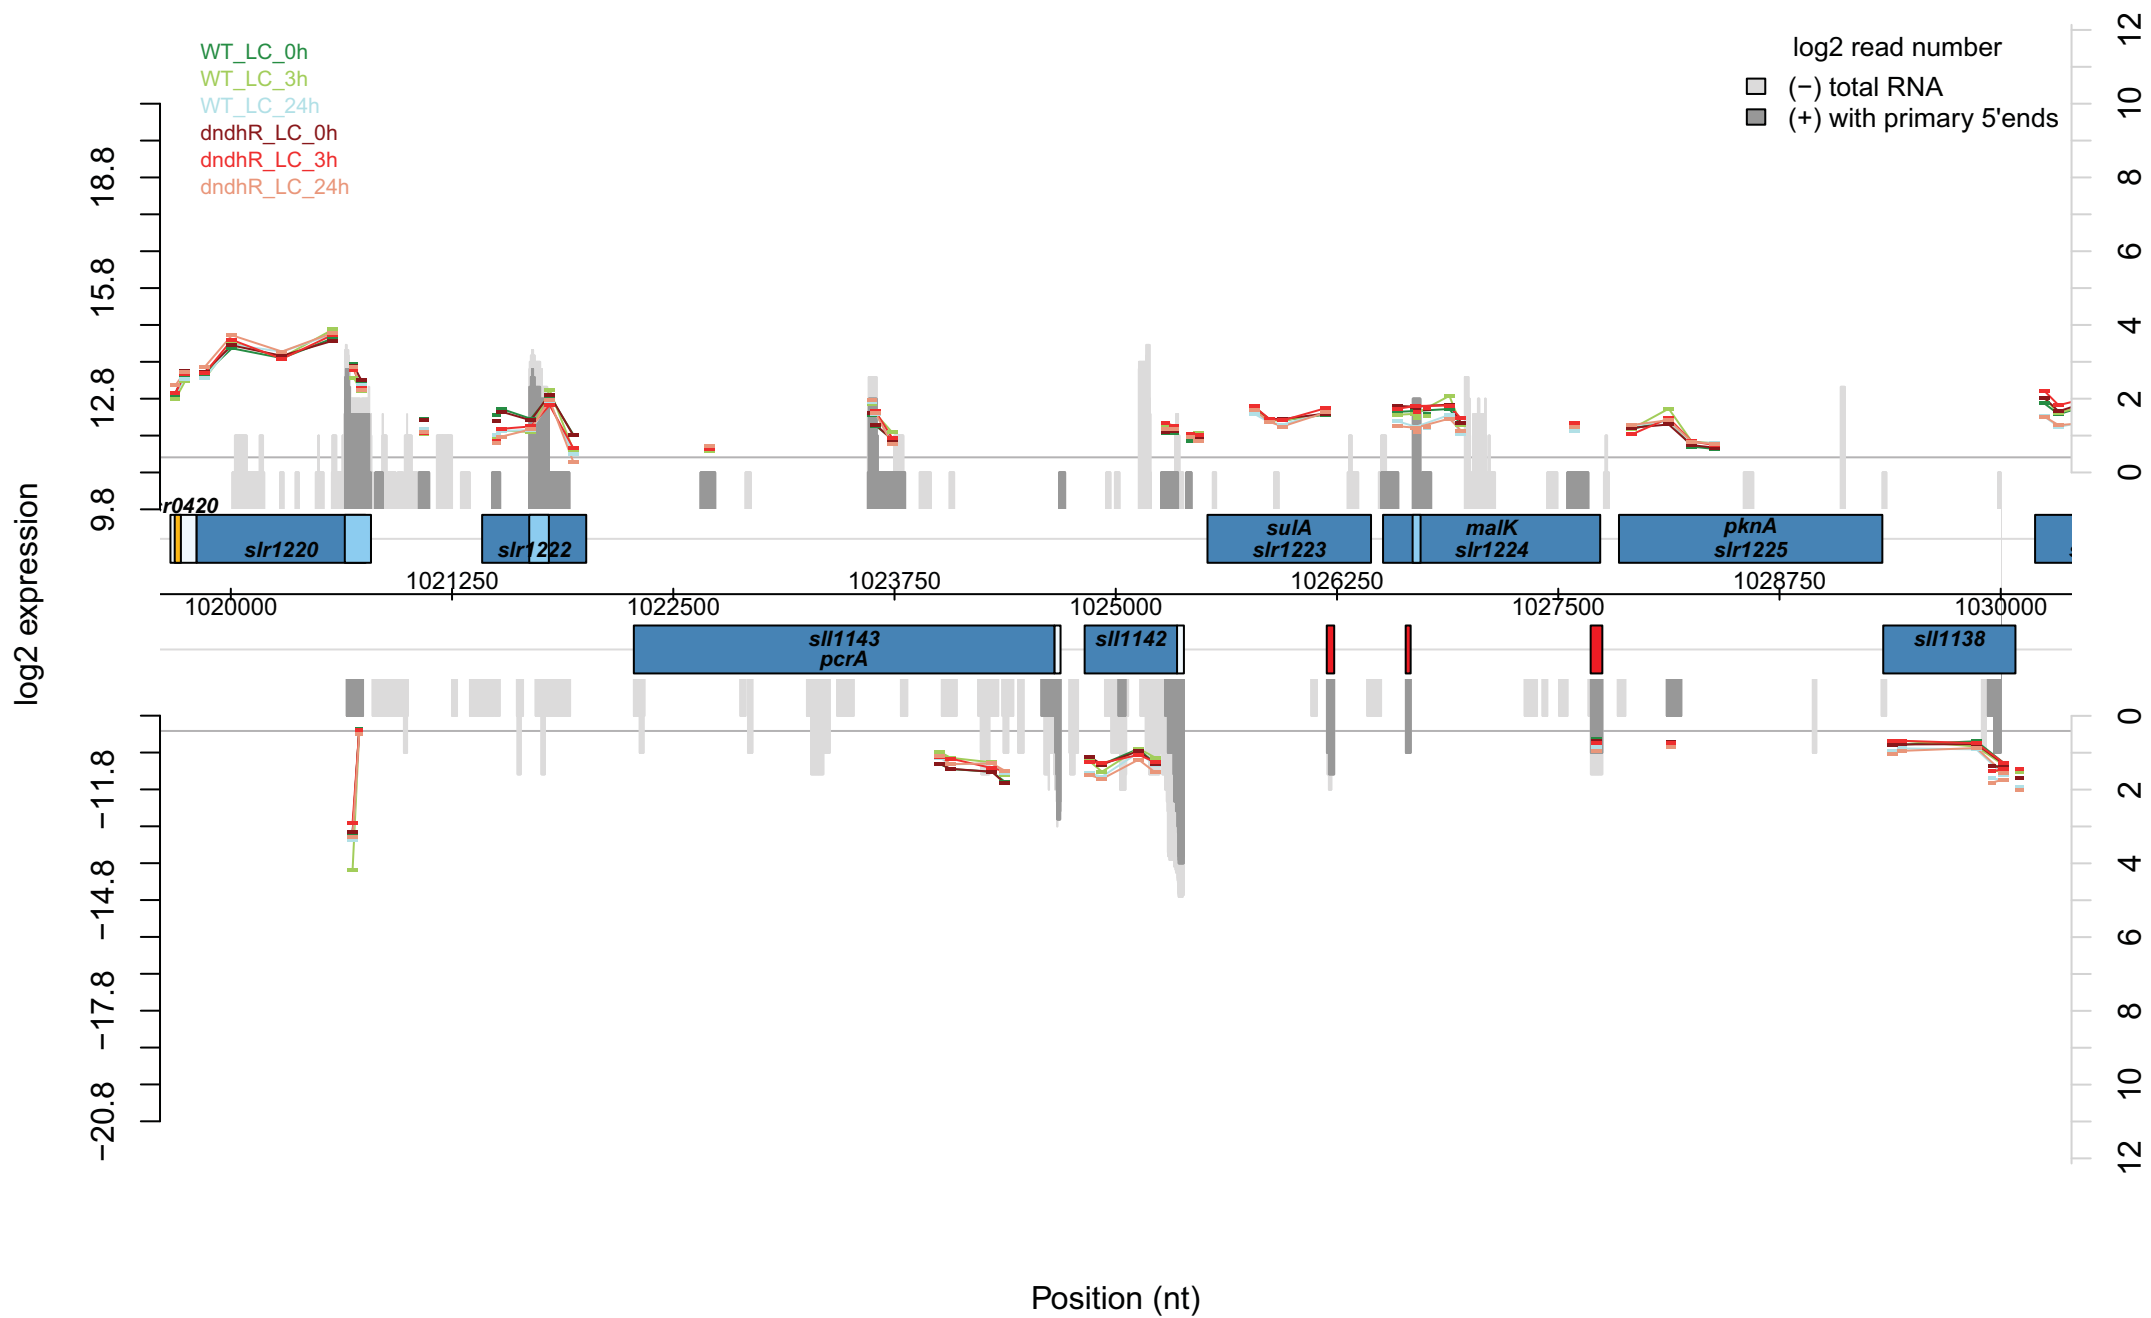 WT_LC_0h
WT_LC_3h
WT_LC_24h
dndhR_LC_0h
dndhR_LC_3h
dndhR_LC_24h
log2 read number
(−) total RNA
(+) with primary 5'ends
log2 expression
18.8
15.8
12.8
9.8
12
10
8
6
4
2
0
r0420
slr1220
slr1222
sulA
slr1223
malK
slr1224
pknA
slr1225
1021250
1023750
1026250
1028750
1020000
1022500
1025000
1027500
1030000
sll1143
pcrA
sll1142
sll1138
−11.8
−14.8
−17.8
−20.8
0
2
4
6
8
10
12
Position (nt)